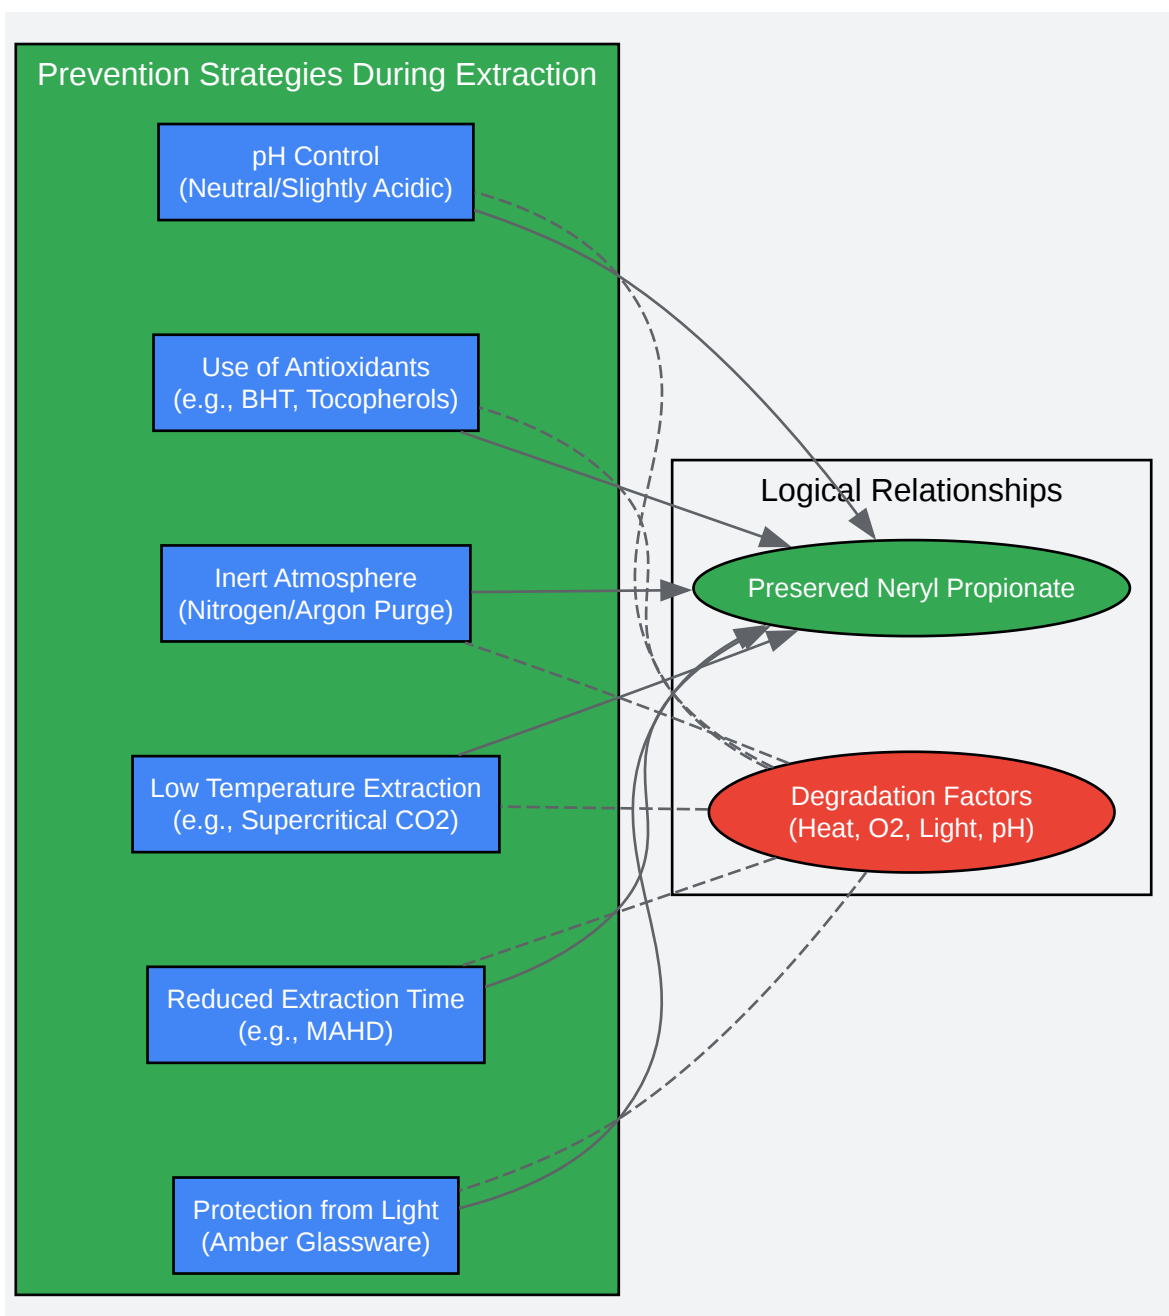 Prevention Strategies During Extraction
pH Control
(Neutral/Slightly Acidic)
Use of Antioxidants
(e.g., BHT, Tocopherols)
Inert Atmosphere
(Nitrogen/Argon Purge)
Low Temperature Extraction
(e.g., Supercritical CO2)
Reduced Extraction Time
(e.g., MAHD)
Protection from Light
(Amber Glassware)
Logical Relationships
Preserved Neryl Propionate
Degradation Factors
(Heat, O2, Light, pH)